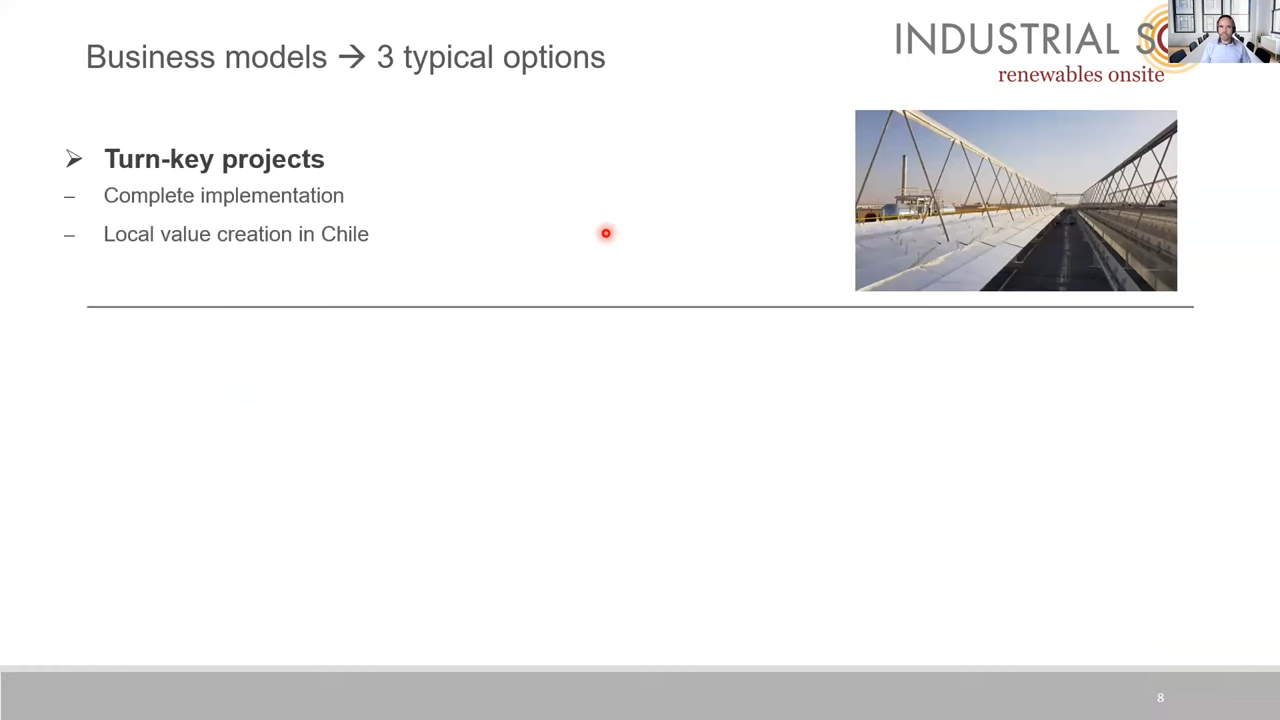 Business models → 3 typical options
INDUSTRIAL
renewables onsite
➢ Turn-key projects
– Complete implementation
– Local value creation in Chile
8